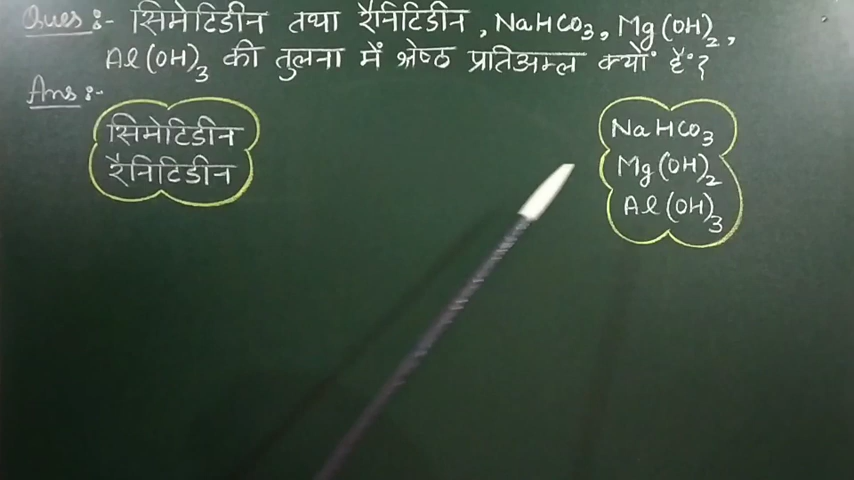 Ques :- सिमेटिडीन तथा रैनिटिडीन, NaHCO3, Mg(OH)2,
Al(OH)3 की तुलना में श्रेष्ठ प्रतिअम्ल क्यों हैं?
Ans :-
सिमेटिडीन
रैनिटिडीन
NaHCO3
Mg(OH)2
Al(OH)3